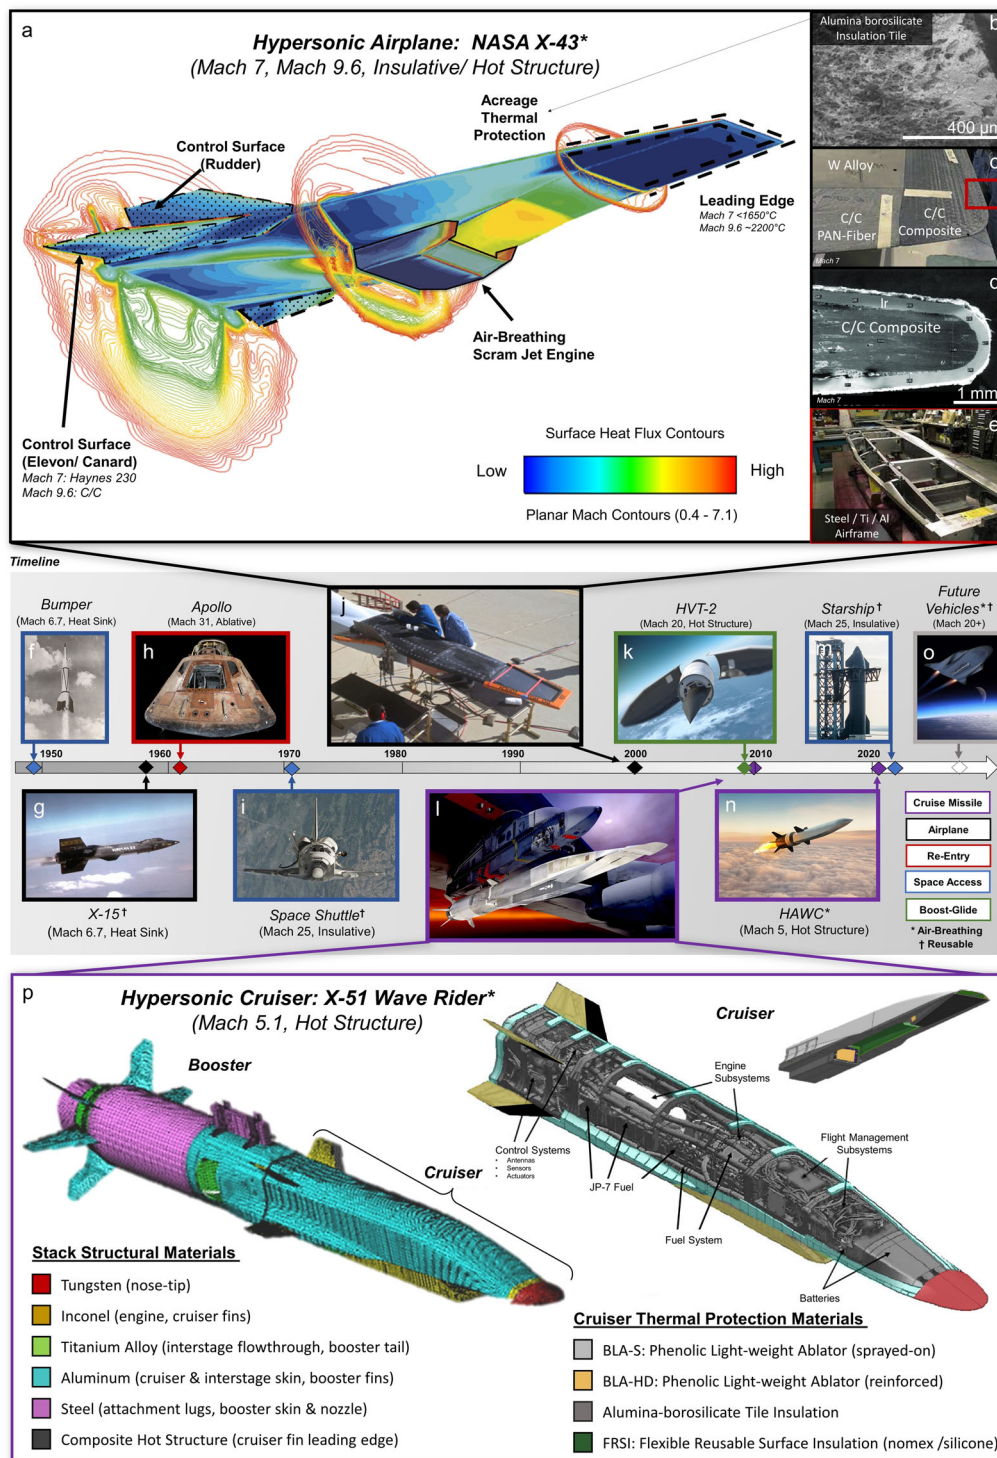 a
Hypersonic Airplane: NASA X-43*
(Mach 7, Mach 9.6, Insulative/ Hot Structure)
Acreage
Thermal
Protection
Control Surface
(Rudder)
Leading Edge
Mach 7 <1650°C
Mach 9.6 ~2200°C
Air-Breathing
Scram Jet Engine
Control Surface
(Elevon/ Canard)
Mach 7: Haynes 230
Mach 9.6: C/C
Surface Heat Flux Contours
Low
High
Planar Mach Contours (0.4 - 7.1)
Alumina borosilicate
Insulation Tile
b
400 µm
W Alloy
C/C
PAN-Fiber
C/C
Composite
Mach 7
c
d
Ir
C/C Composite
Mach 7
1 mm
e
Steel / Ti / Al
Airframe
Timeline
Bumper
(Mach 6.7, Heat Sink)
f
Apollo
(Mach 31, Ablative)
h
j
HVT-2
(Mach 20, Hot Structure)
k
Starship†
(Mach 25, Insulative)
m
Future
Vehicles*†
(Mach 20+)
o
1950
1960
1970
1980
1990
2000
2010
2020
g
X-15†
(Mach 6.7, Heat Sink)
i
Space Shuttle†
(Mach 25, Insulative)
l
n
HAWC*
(Mach 5, Hot Structure)
Cruise Missile
Airplane
Re-Entry
Space Access
Boost-Glide
* Air-Breathing
† Reusable
p
Hypersonic Cruiser: X-51 Wave Rider*
(Mach 5.1, Hot Structure)
Booster
Cruiser
Cruiser
Engine
Subsystems
Flight Management
Subsystems
Control Systems
• Antennas
• Sensors
• Actuators
JP-7 Fuel
Fuel System
Batteries
Stack Structural Materials
Tungsten (nose-tip)
Inconel (engine, cruiser fins)
Titanium Alloy (interstage flowthrough, booster tail)
Aluminum (cruiser & interstage skin, booster fins)
Steel (attachment lugs, booster skin & nozzle)
Composite Hot Structure (cruiser fin leading edge)
Cruiser Thermal Protection Materials
BLA-S: Phenolic Light-weight Ablator (sprayed-on)
BLA-HD: Phenolic Light-weight Ablator (reinforced)
Alumina-borosilicate Tile Insulation
FRSI: Flexible Reusable Surface Insulation (nomex /silicone)